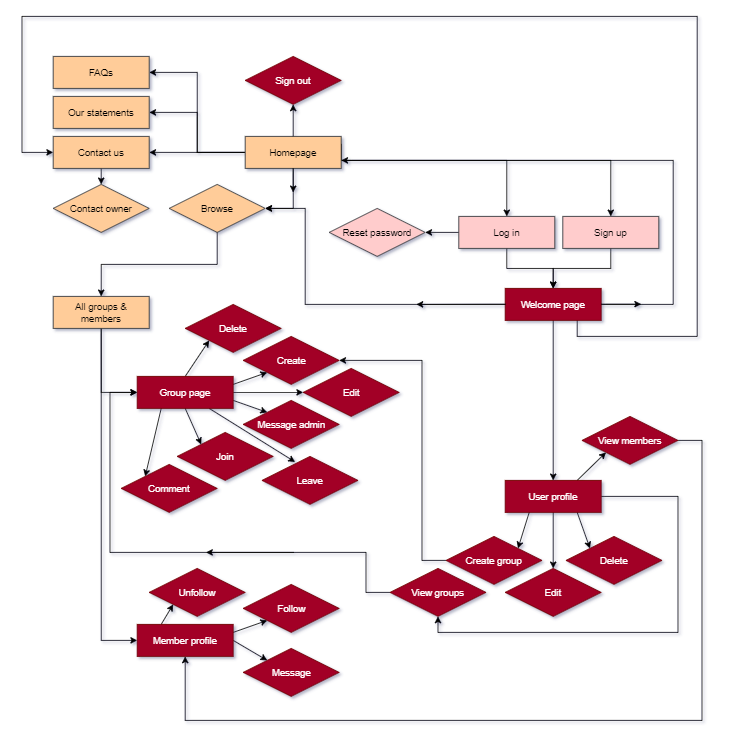 FAQs
Sign out
Our statements
Contact us
Homepage
Contact owner
Browse
Reset password
Log in
Sign up
All groups &
members
Welcome page
Delete
Create
Group page
Edit
Message admin
View members
Join
Leave
Comment
User profile
Create group
Delete
View groups
Edit
Unfollow
Follow
Member profile
Message